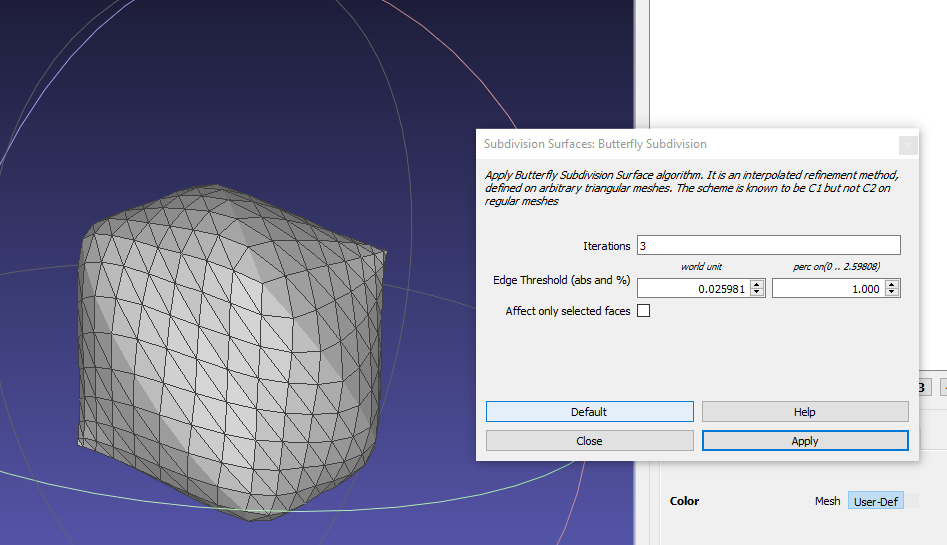 Subdivision Surfaces: Butterfly Subdivision
Apply Butterfly Subdivision Surface algorithm. It is an interpolated refinement method,
defined on arbitrary triangular meshes. The scheme is known to be C1 but not C2 on
regular meshes
Iterations 3
world unit perc on(0 .. 2.59808)
Edge Threshold (abs and %) 0.025981 1.000
Affect only selected faces
Default Help
Close Apply
3
Color Mesh User-Def